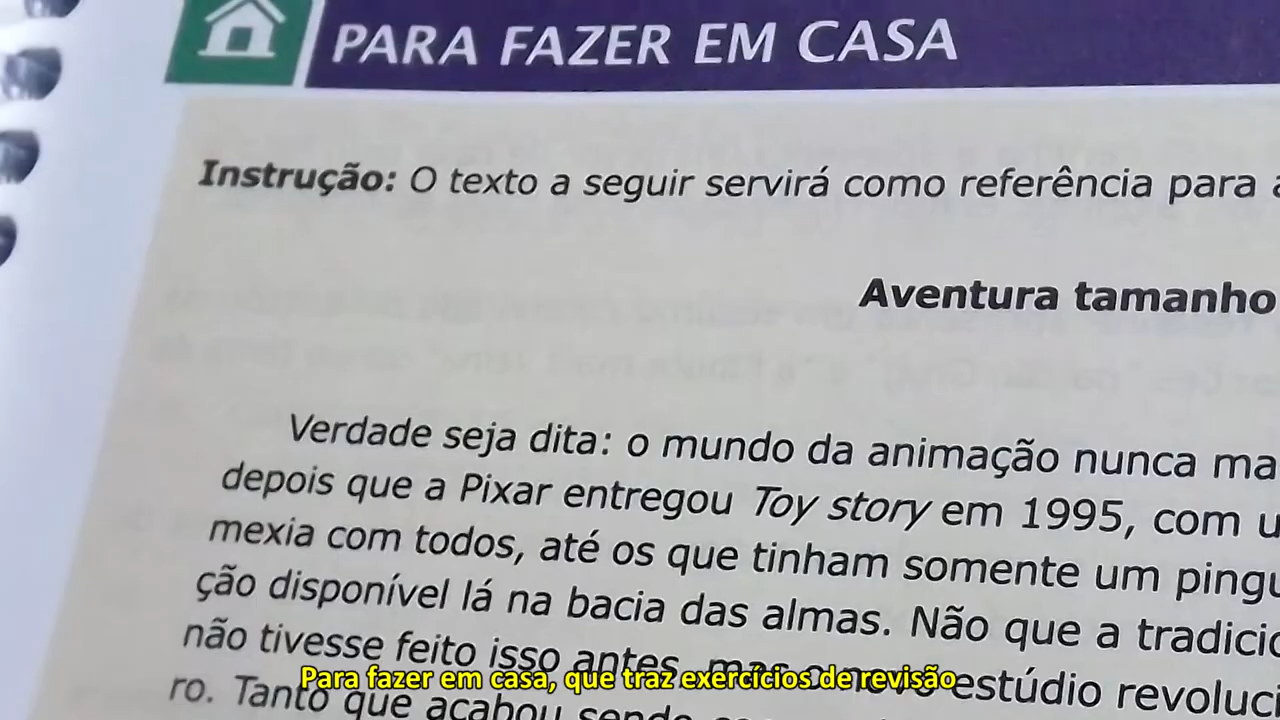 PARA FAZER EM CASA
Instrução: O texto a seguir servirá como referência para a
Aventura tamanho
Verdade seja dita: o mundo da animação nunca ma
depois que a Pixar entregou Toy story em 1995, com u
mexia com todos, até os que tinham somente um pingu
ção disponível lá na bacia das almas. Não que a tradicio
não tivesse feito isso antes, mas o novo estúdio revoluci
ro. Tanto que acabou sendo
Para fazer em casa, que traz exercícios de revisão